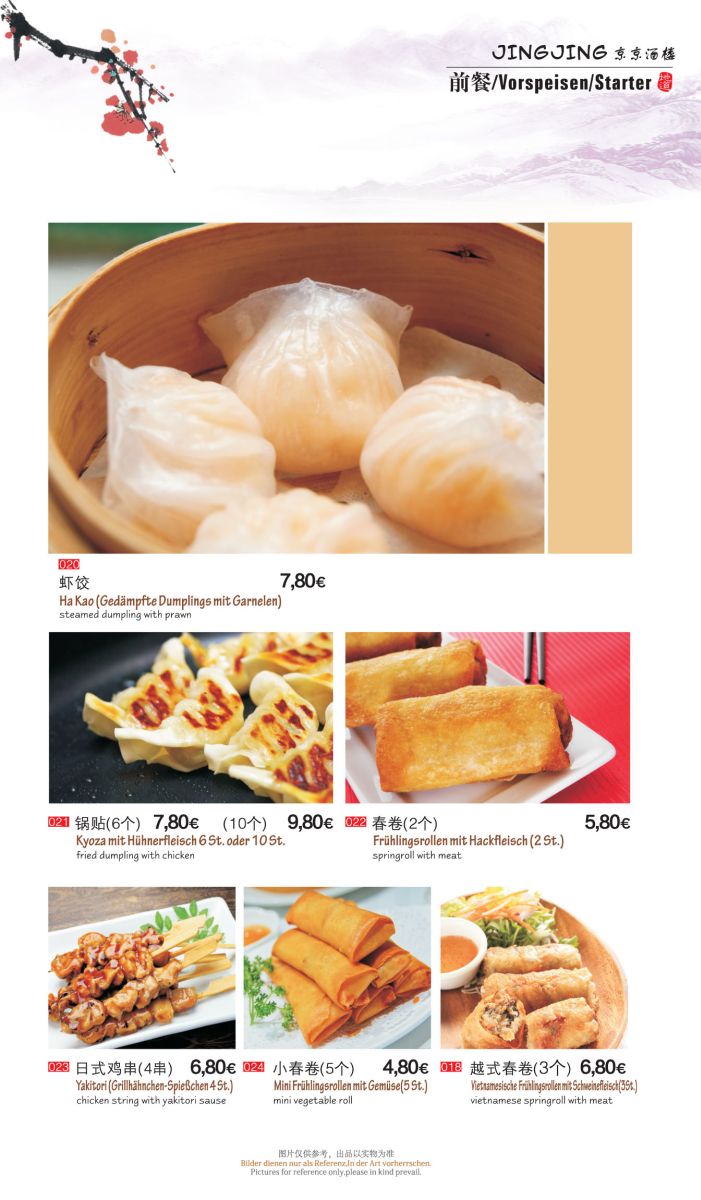 JINGJING 京京酒楼
前餐/Vorspeisen/Starter 地道
020
虾饺 7,80€
Ha Kao (Gedämpfte Dumplings mit Garnelen)
steamed dumpling with prawn
021 锅贴(6个) 7,80€ (10个) 9,80€
Kyoza mit Hühnerfleisch 6 St. oder 10 St.
fried dumpling with chicken
022 春卷(2个) 5,80€
Frühlingsrollen mit Hackfleisch (2 St.)
springroll with meat
023 日式鸡串(4串) 6,80€
Yakitori (Grillhähnchen-Spießchen 4 St.)
chicken string with yakitori sause
024 小春卷(5个) 4,80€
Mini Frühlingsrollen mit Gemüse(5 St.)
mini vegetable roll
018 越式春卷(3个) 6,80€
Vietnamesische Frühlingsrollen mit Schweinefleisch(3St.)
vietnamese springroll with meat
图片仅供参考，出品以实物为准
Bilder dienen nur als Referenz,In der Art vorherrschen.
Pictures for reference only,please in kind prevail.